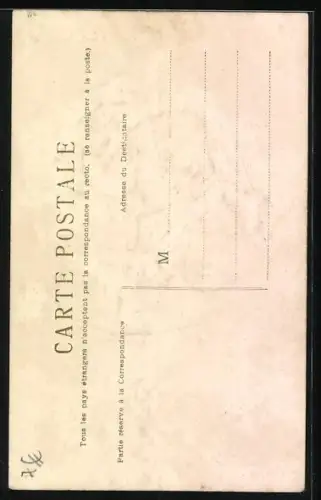 CARTE POSTALE
Tous les pays étrangers n'acceptent pas la correspondance au recto. (se renseigner à la poste)
Partie réservé à la Correspondance
Adresse du Destinataire
M